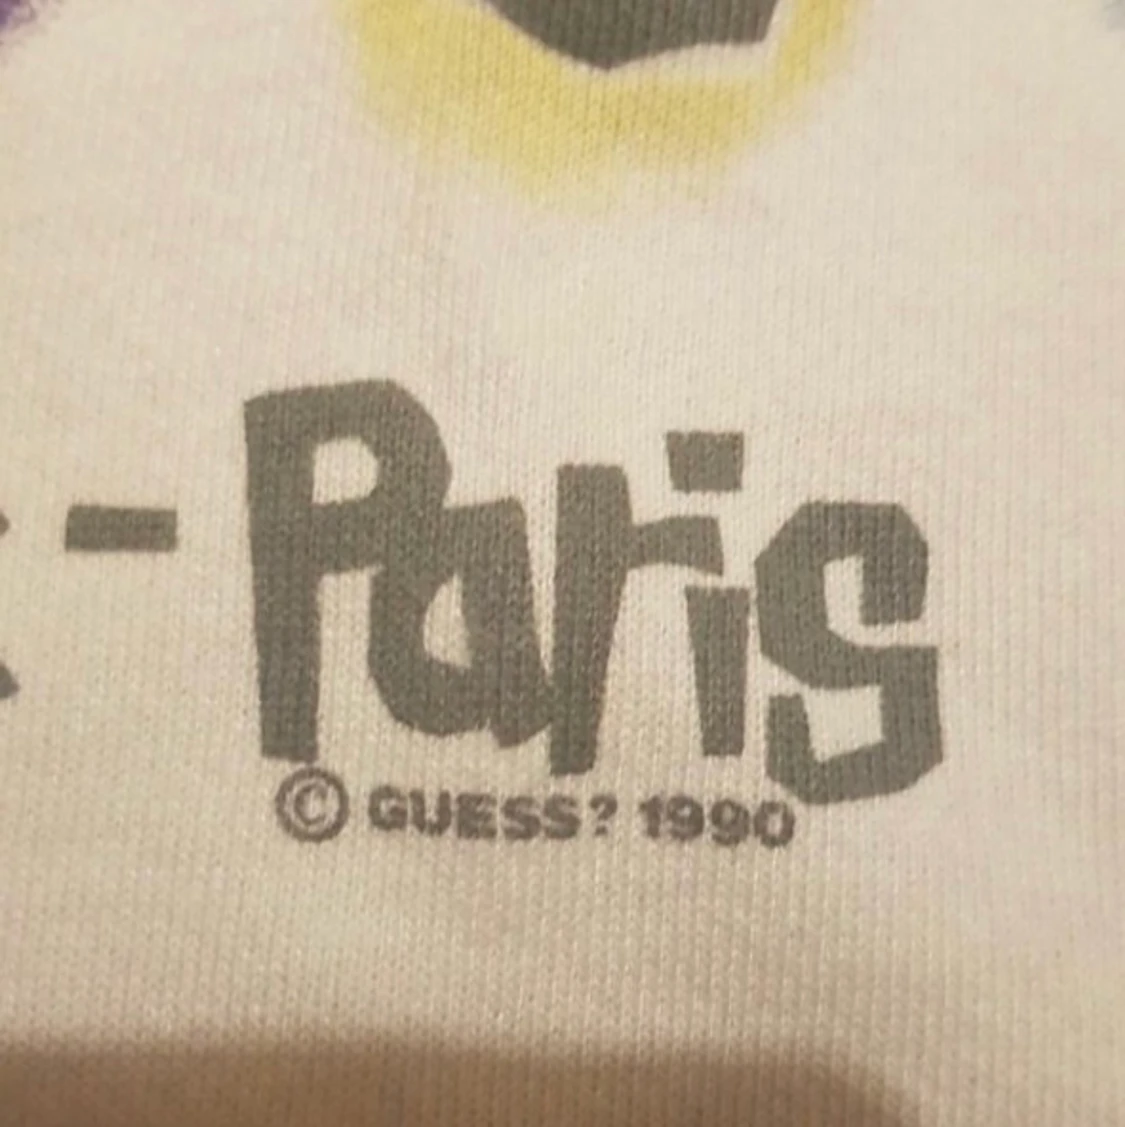 - Paris
© GUESS? 1990